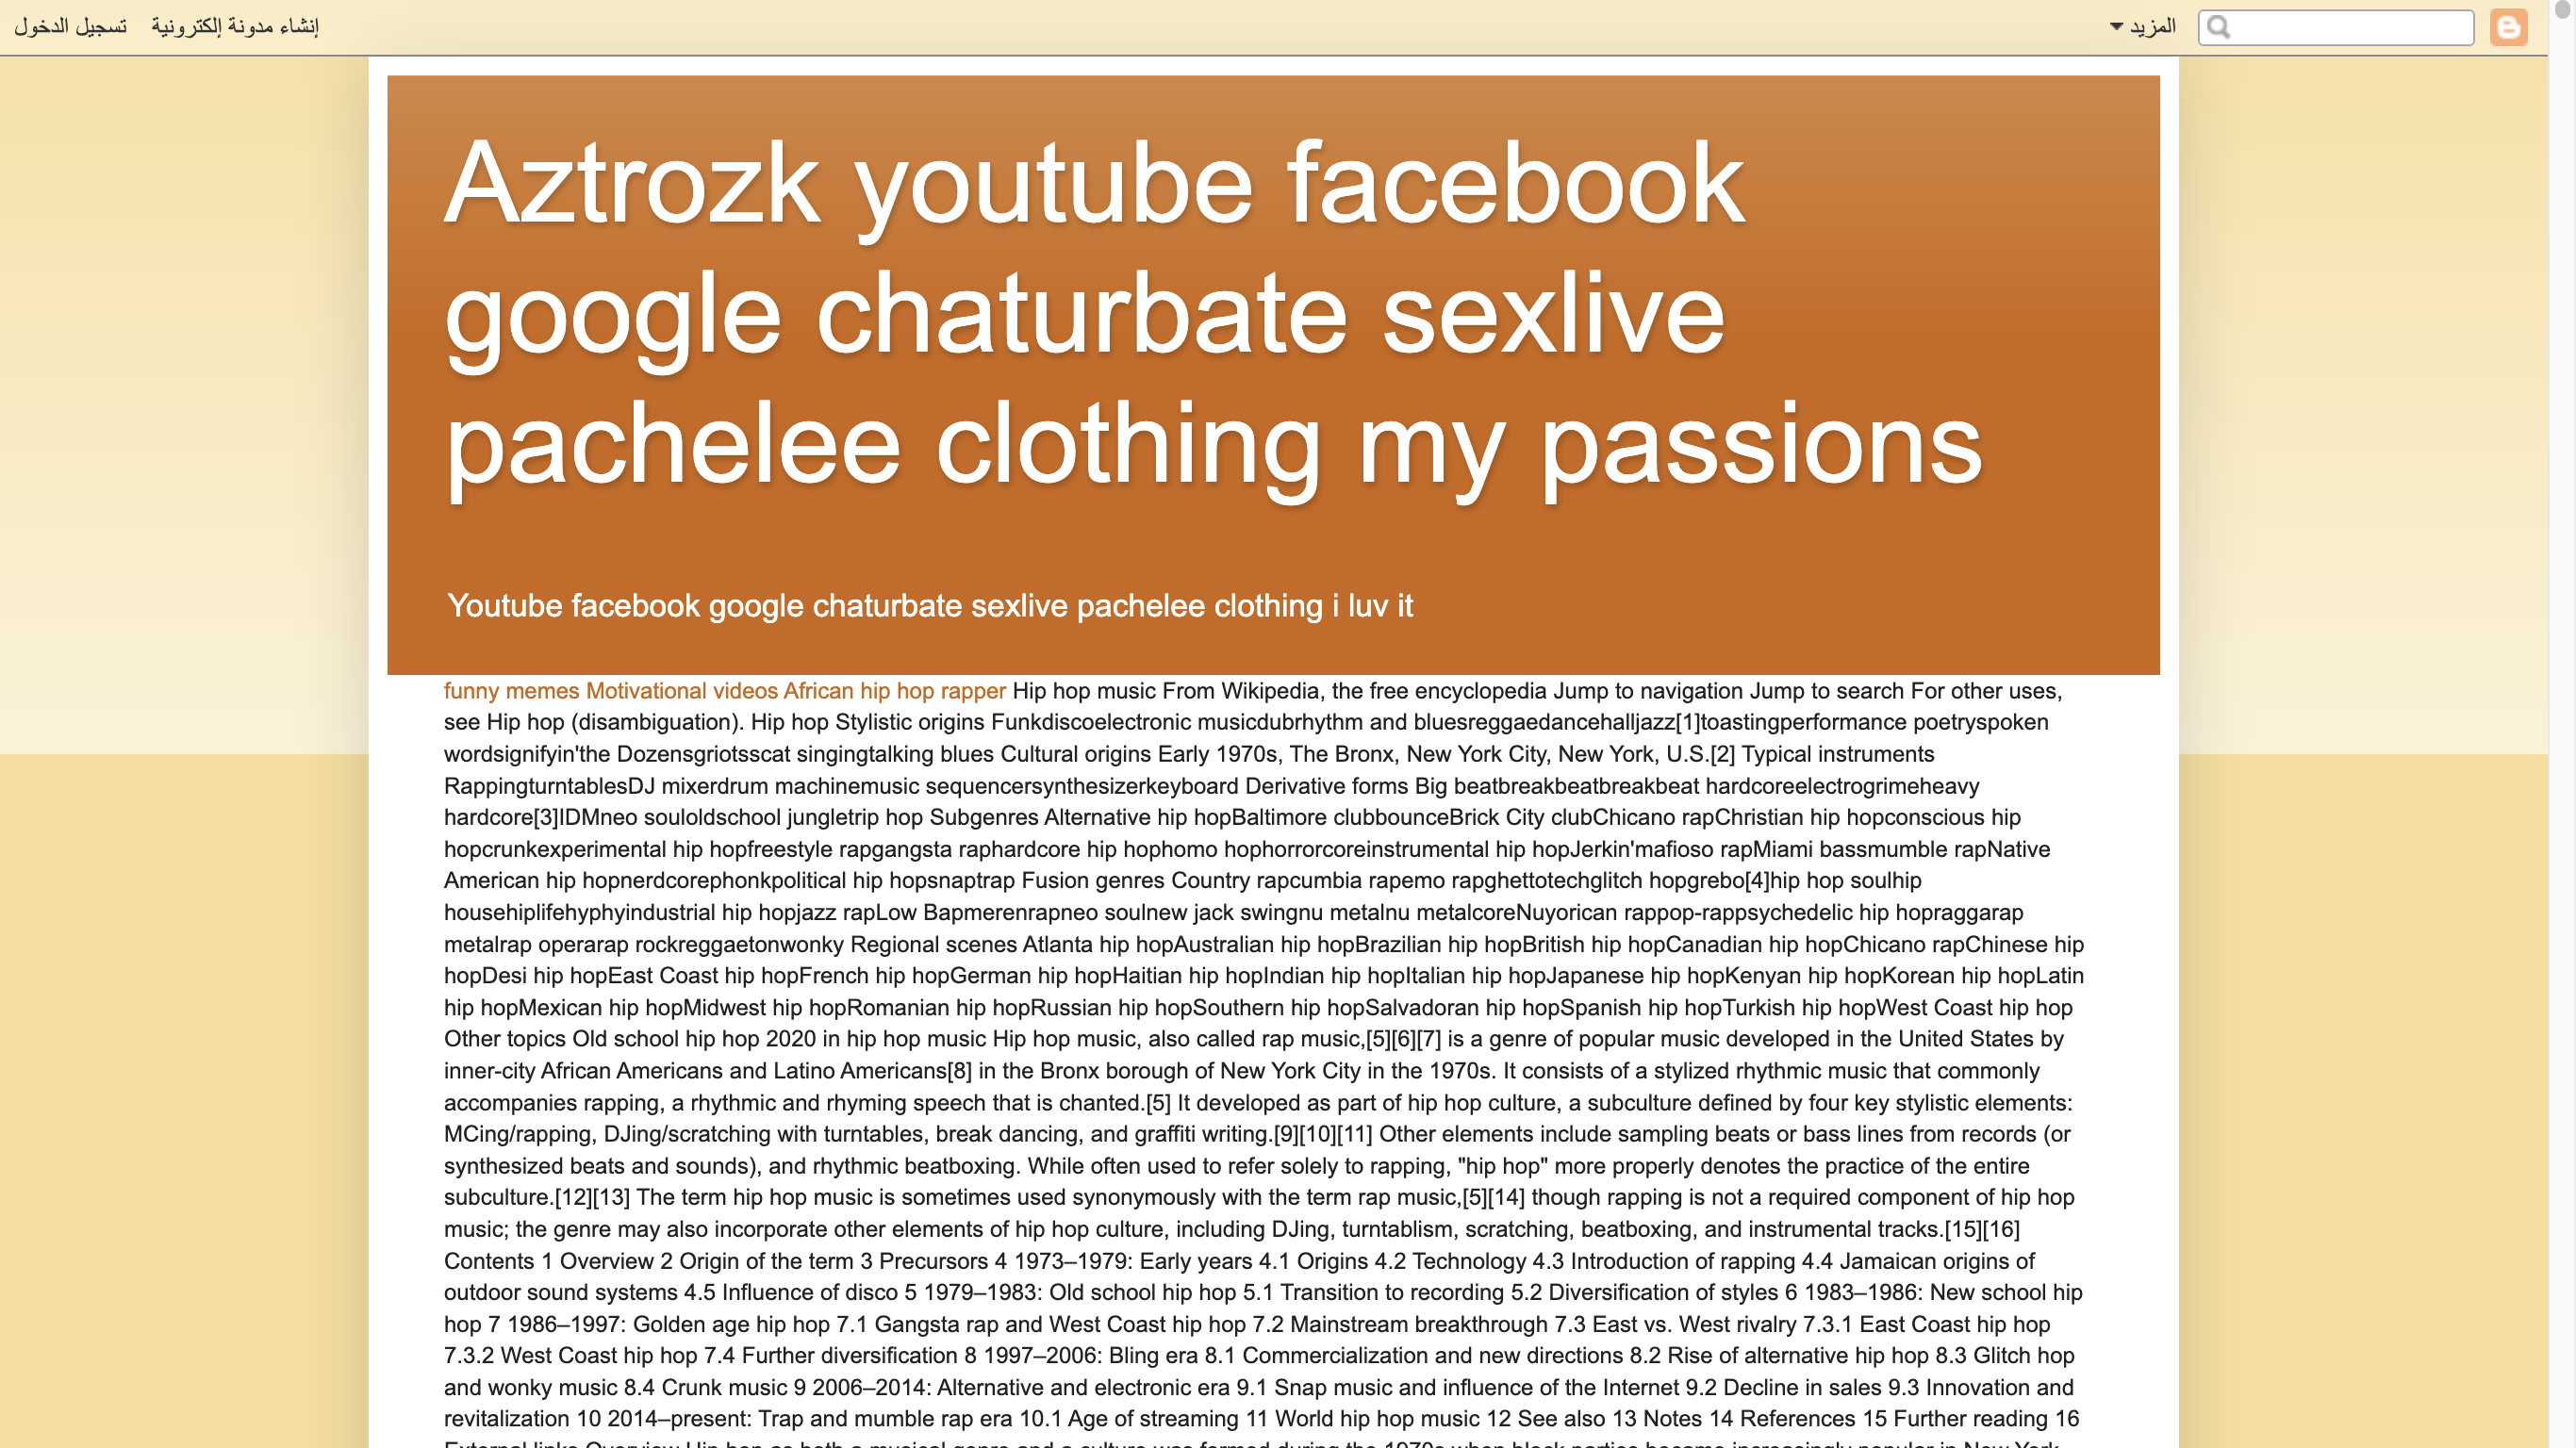 تسجيل الدخول إنشاء مدونة إلكترونية المزيد
Aztrozk youtube facebook
google chaturbate sexlive
pachelee clothing my passions
Youtube facebook google chaturbate sexlive pachelee clothing i luv it
funny memes Motivational videos African hip hop rapper Hip hop music From Wikipedia, the free encyclopedia Jump to navigation Jump to search For other uses,
see Hip hop (disambiguation). Hip hop Stylistic origins Funkdiscoelectronic musicdubrhythm and bluesreggaedancehalljazz[1]toastingperformance poetryspoken
wordsignifyin'the Dozensgriotsscat singingtalking blues Cultural origins Early 1970s, The Bronx, New York City, New York, U.S.[2] Typical instruments
RappingturntablesDJ mixerdrum machinemusic sequencersynthesizerkeyboard Derivative forms Big beatbreakbeatbreakbeat hardcoreelectrogrimeheavy
hardcore[3]IDMneo souloldschool jungletrip hop Subgenres Alternative hip hopBaltimore clubbounceBrick City clubChicano rapChristian hip hopconscious hip
hopcrunkexperimental hip hopfreestyle rapgangsta raphardcore hip hophomo hophorrorcoreinstrumental hip hopJerkin'mafioso rapMiami bassmumble rapNative
American hip hopnerdcorephonkpolitical hip hopsnaptrap Fusion genres Country rapcumbia rapemo rapghettotechglitch hopgrebo[4]hip hop soulhip
househiplifehyphyindustrial hip hopjazz rapLow Bapmerenrapneo soulnew jack swingnu metalnu metalcoreNuyorican rappop-rappsychedelic hip hopraggarap
metalrap operarap rockreggaetonwonky Regional scenes Atlanta hip hopAustralian hip hopBrazilian hip hopBritish hip hopCanadian hip hopChicano rapChinese hip
hopDesi hip hopEast Coast hip hopFrench hip hopGerman hip hopHaitian hip hopIndian hip hopItalian hip hopJapanese hip hopKenyan hip hopKorean hip hopLatin
hip hopMexican hip hopMidwest hip hopRomanian hip hopRussian hip hopSouthern hip hopSalvadoran hip hopSpanish hip hopTurkish hip hopWest Coast hip hop
Other topics Old school hip hop 2020 in hip hop music Hip hop music, also called rap music,[5][6][7] is a genre of popular music developed in the United States by
inner-city African Americans and Latino Americans[8] in the Bronx borough of New York City in the 1970s. It consists of a stylized rhythmic music that commonly
accompanies rapping, a rhythmic and rhyming speech that is chanted.[5] It developed as part of hip hop culture, a subculture defined by four key stylistic elements:
MCing/rapping, DJing/scratching with turntables, break dancing, and graffiti writing.[9][10][11] Other elements include sampling beats or bass lines from records (or
synthesized beats and sounds), and rhythmic beatboxing. While often used to refer solely to rapping, "hip hop" more properly denotes the practice of the entire
subculture.[12][13] The term hip hop music is sometimes used synonymously with the term rap music,[5][14] though rapping is not a required component of hip hop
music; the genre may also incorporate other elements of hip hop culture, including DJing, turntablism, scratching, beatboxing, and instrumental tracks.[15][16]
Contents 1 Overview 2 Origin of the term 3 Precursors 4 1973–1979: Early years 4.1 Origins 4.2 Technology 4.3 Introduction of rapping 4.4 Jamaican origins of
outdoor sound systems 4.5 Influence of disco 5 1979–1983: Old school hip hop 5.1 Transition to recording 5.2 Diversification of styles 6 1983–1986: New school hip
hop 7 1986–1997: Golden age hip hop 7.1 Gangsta rap and West Coast hip hop 7.2 Mainstream breakthrough 7.3 East vs. West rivalry 7.3.1 East Coast hip hop
7.3.2 West Coast hip hop 7.4 Further diversification 8 1997–2006: Bling era 8.1 Commercialization and new directions 8.2 Rise of alternative hip hop 8.3 Glitch hop
and wonky music 8.4 Crunk music 9 2006–2014: Alternative and electronic era 9.1 Snap music and influence of the Internet 9.2 Decline in sales 9.3 Innovation and
revitalization 10 2014–present: Trap and mumble rap era 10.1 Age of streaming 11 World hip hop music 12 See also 13 Notes 14 References 15 Further reading 16